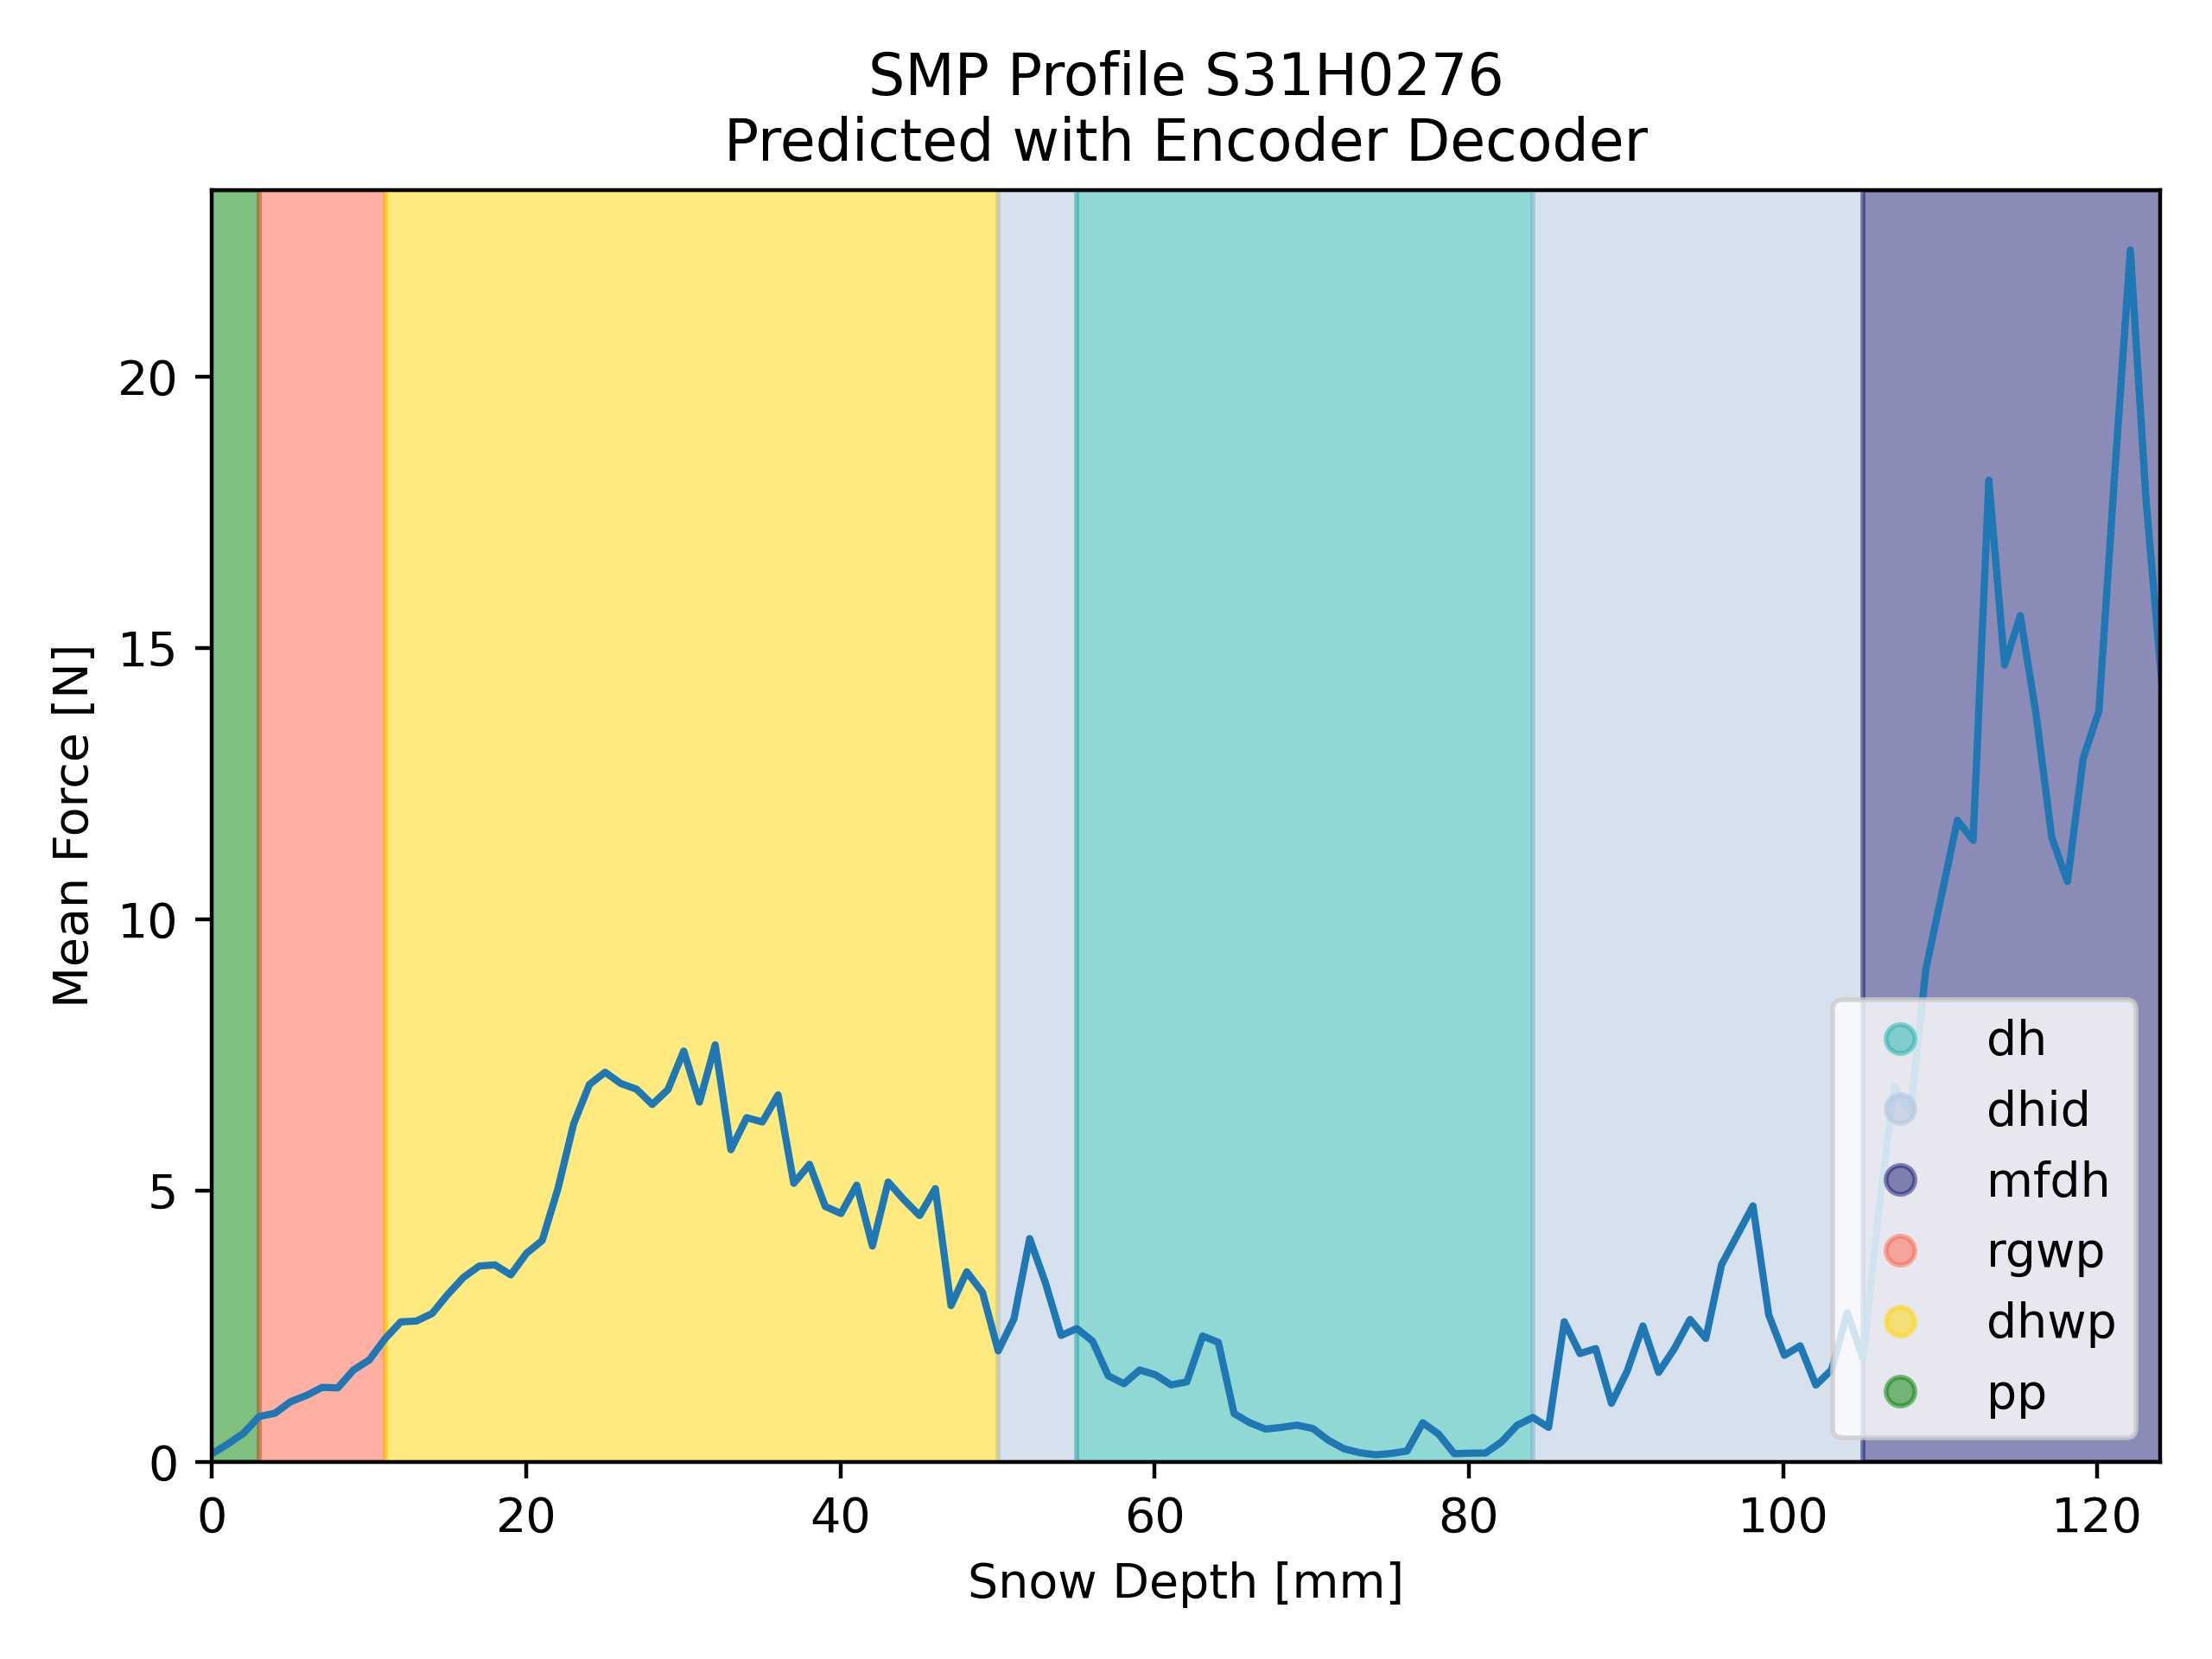 SMP Profile S31H0276
Predicted with Encoder Decoder
Mean Force [N]
20
15
10
5
0
dh
dhid
mfdh
rgwp
dhwp
pp
0 20 40 60 80 100 120
Snow Depth [mm]